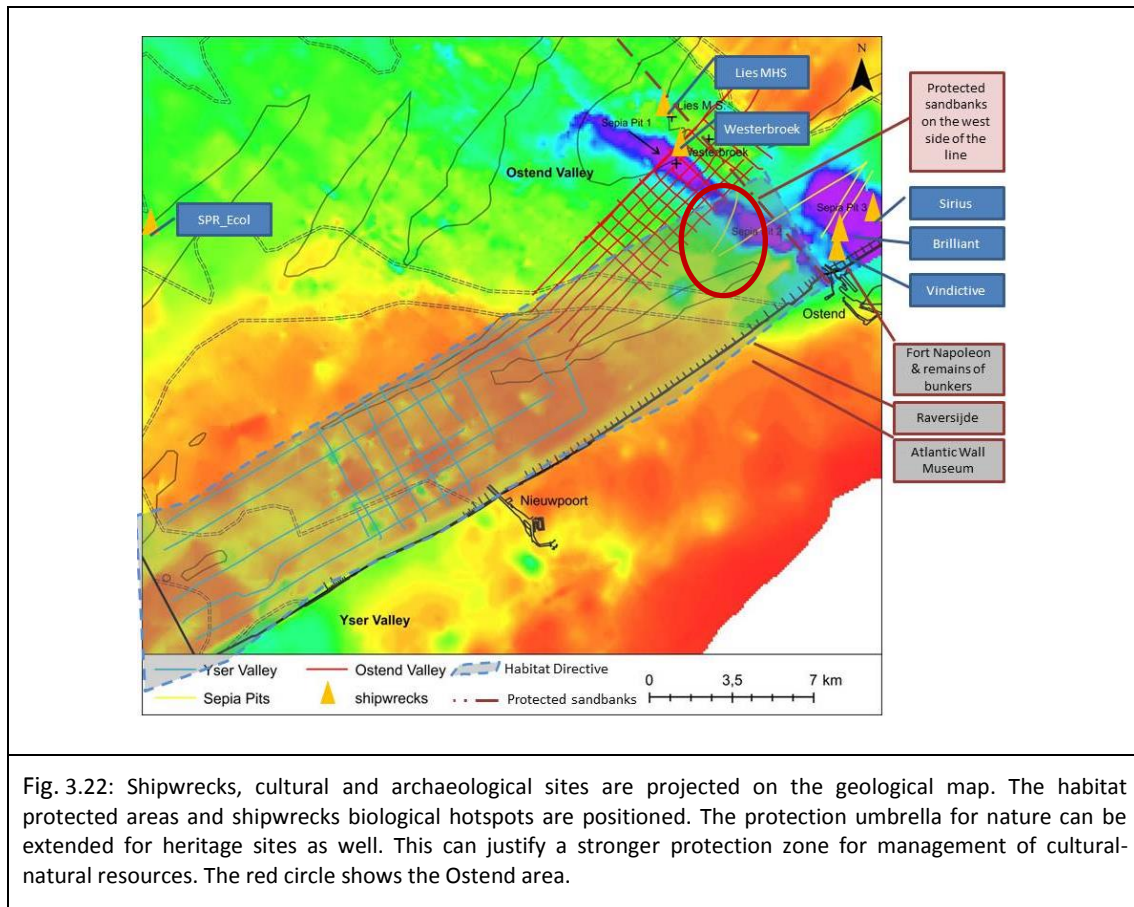 N
Lies MHS
Lies M.S.
Sepia Pit 1
Westerbroek
Westerbroek
Ostend Valley
SPR_Ecol
Protected
sandbanks
on the west
side of the
line
Sepia Pit 3
Sirius
Sepia Pit 2
Brilliant
Vindictive
Ostend
Fort Napoleon
& remains of
bunkers
Raversijde
Atlantic Wall
Museum
Nieuwpoort
Yser Valley
Yser Valley
Ostend Valley
Habitat Directive
Sepia Pits
shipwrecks
Protected sandbanks
0 3,5 7 km
Fig. 3.22: Shipwrecks, cultural and archaeological sites are projected on the geological map. The habitat
protected areas and shipwrecks biological hotspots are positioned. The protection umbrella for nature can be
extended for heritage sites as well. This can justify a stronger protection zone for management of cultural-
natural resources. The red circle shows the Ostend area.